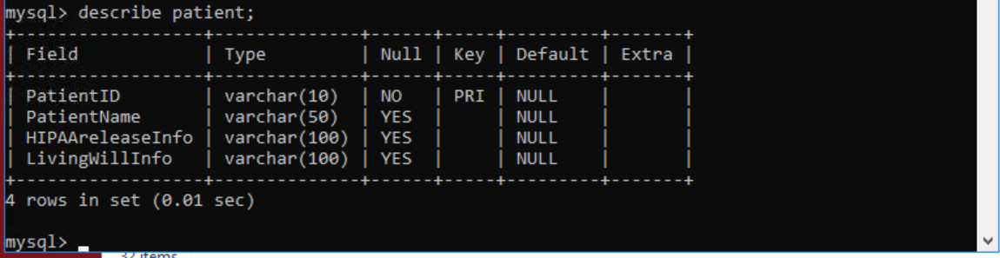 mysql> describe patient;
+------------------+--------------+------+-----+---------+-------+
| Field            | Type         | Null | Key | Default | Extra |
+------------------+--------------+------+-----+---------+-------+
| PatientID        | varchar(10)  | NO   | PRI | NULL    |       |
| PatientName      | varchar(50)  | YES  |     | NULL    |       |
| HIPAAreleaseInfo | varchar(100) | YES  |     | NULL    |       |
| LivingWillInfo   | varchar(100) | YES  |     | NULL    |       |
+------------------+--------------+------+-----+---------+-------+
4 rows in set (0.01 sec)
mysql> _
32 items